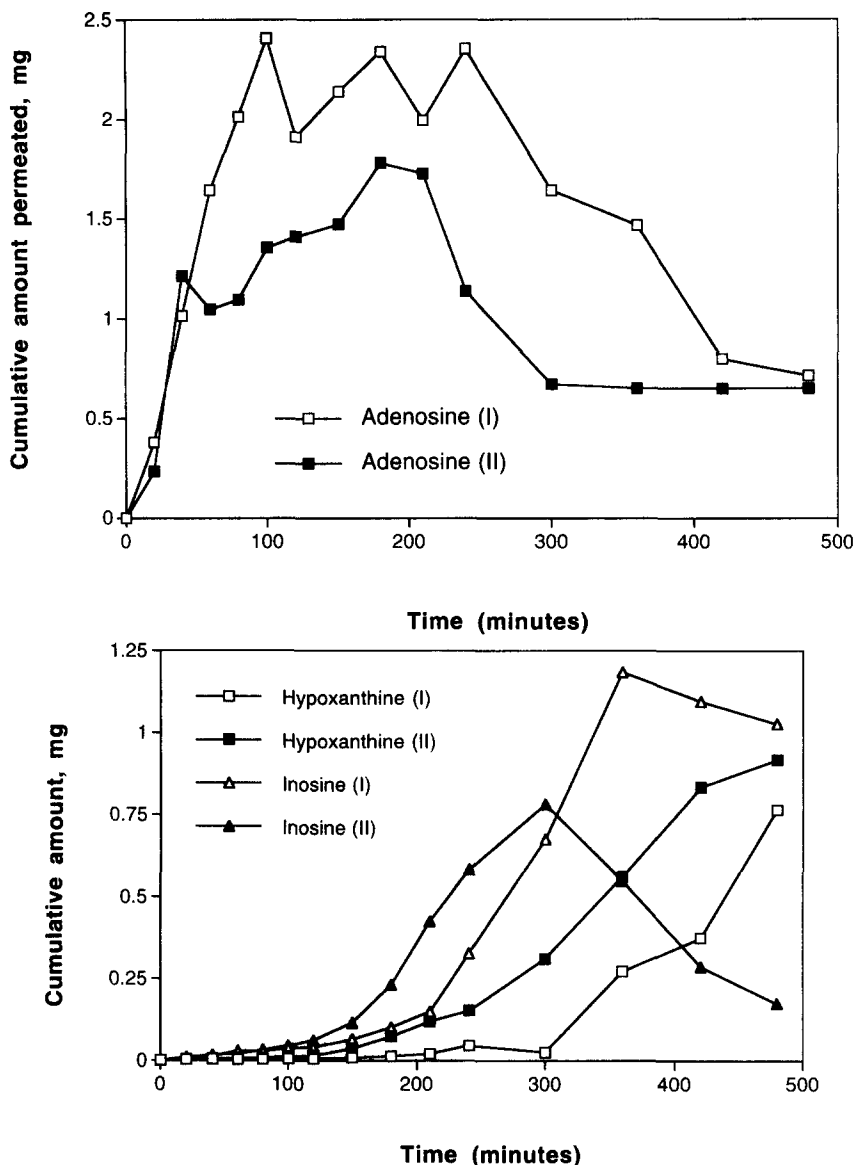 Cumulative amount permeated, mg
2.5
2
1.5
1
0.5
0
Adenosine (I)
Adenosine (II)
0
100
200
300
400
500
Time (minutes)
Cumulative amount, mg
1.25
1
0.75
0.5
0.25
0
Hypoxanthine (I)
Hypoxanthine (II)
Inosine (I)
Inosine (II)
0
100
200
300
400
500
Time (minutes)